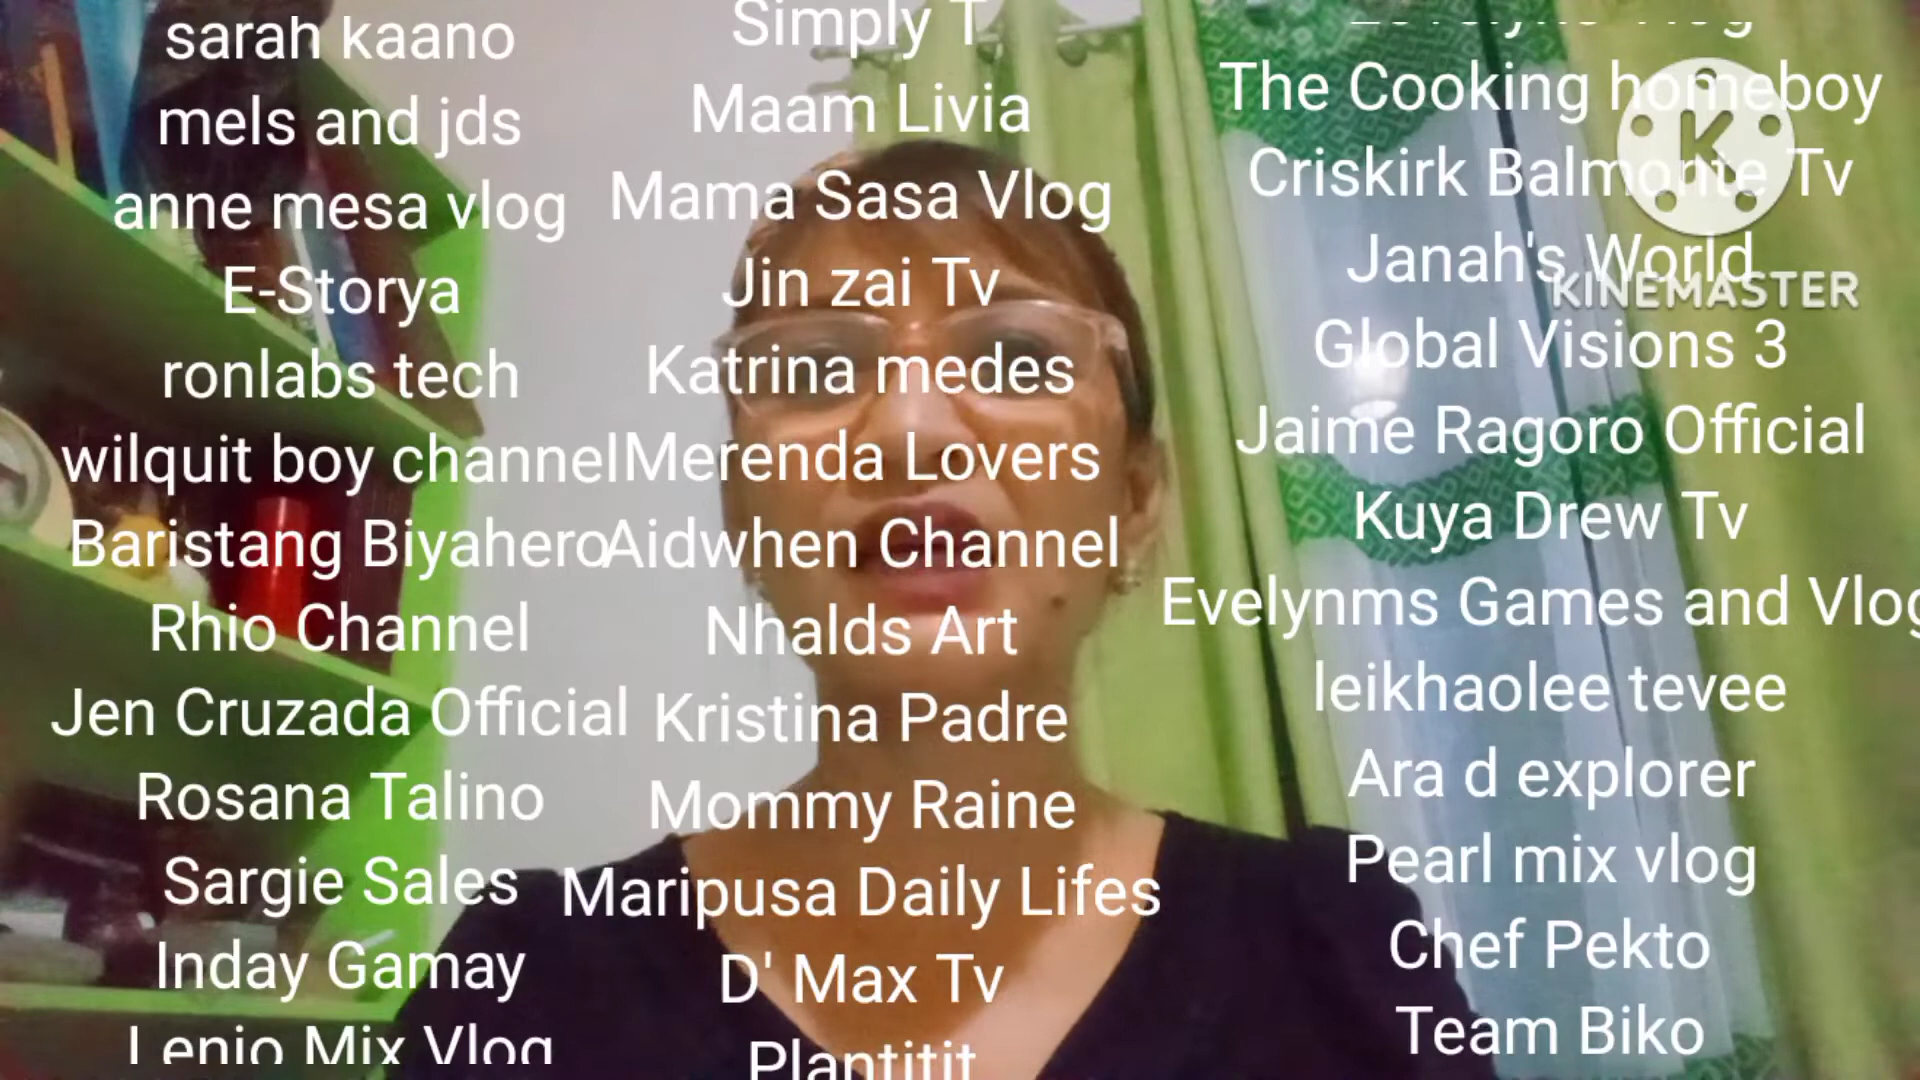 sarah kaano
mels and jds
anne mesa vlog
E-Storya
ronlabs tech
wilquit boy channel
Baristang Biyahero
Rhio Channel
Jen Cruzada Official
Rosana Talino
Sargie Sales
Inday Gamay
Lenio Mix Vlog
Simply T
Maam Livia
Mama Sasa Vlog
Jin zai Tv
Katrina medes
Merenda Lovers
Aidwhen Channel
Nhalds Art
Kristina Padre
Mommy Raine
Maripusa Daily Lifes
D' Max Tv
Plantitit
The Cooking homeboy
Criskirk Balmonte Tv
Janah's World
Global Visions 3
Jaime Ragoro Official
Kuya Drew Tv
Evelynms Games and Vlog
leikhaolee tevee
Ara d explorer
Pearl mix vlog
Chef Pekto
Team Biko
K
KINEMASTER